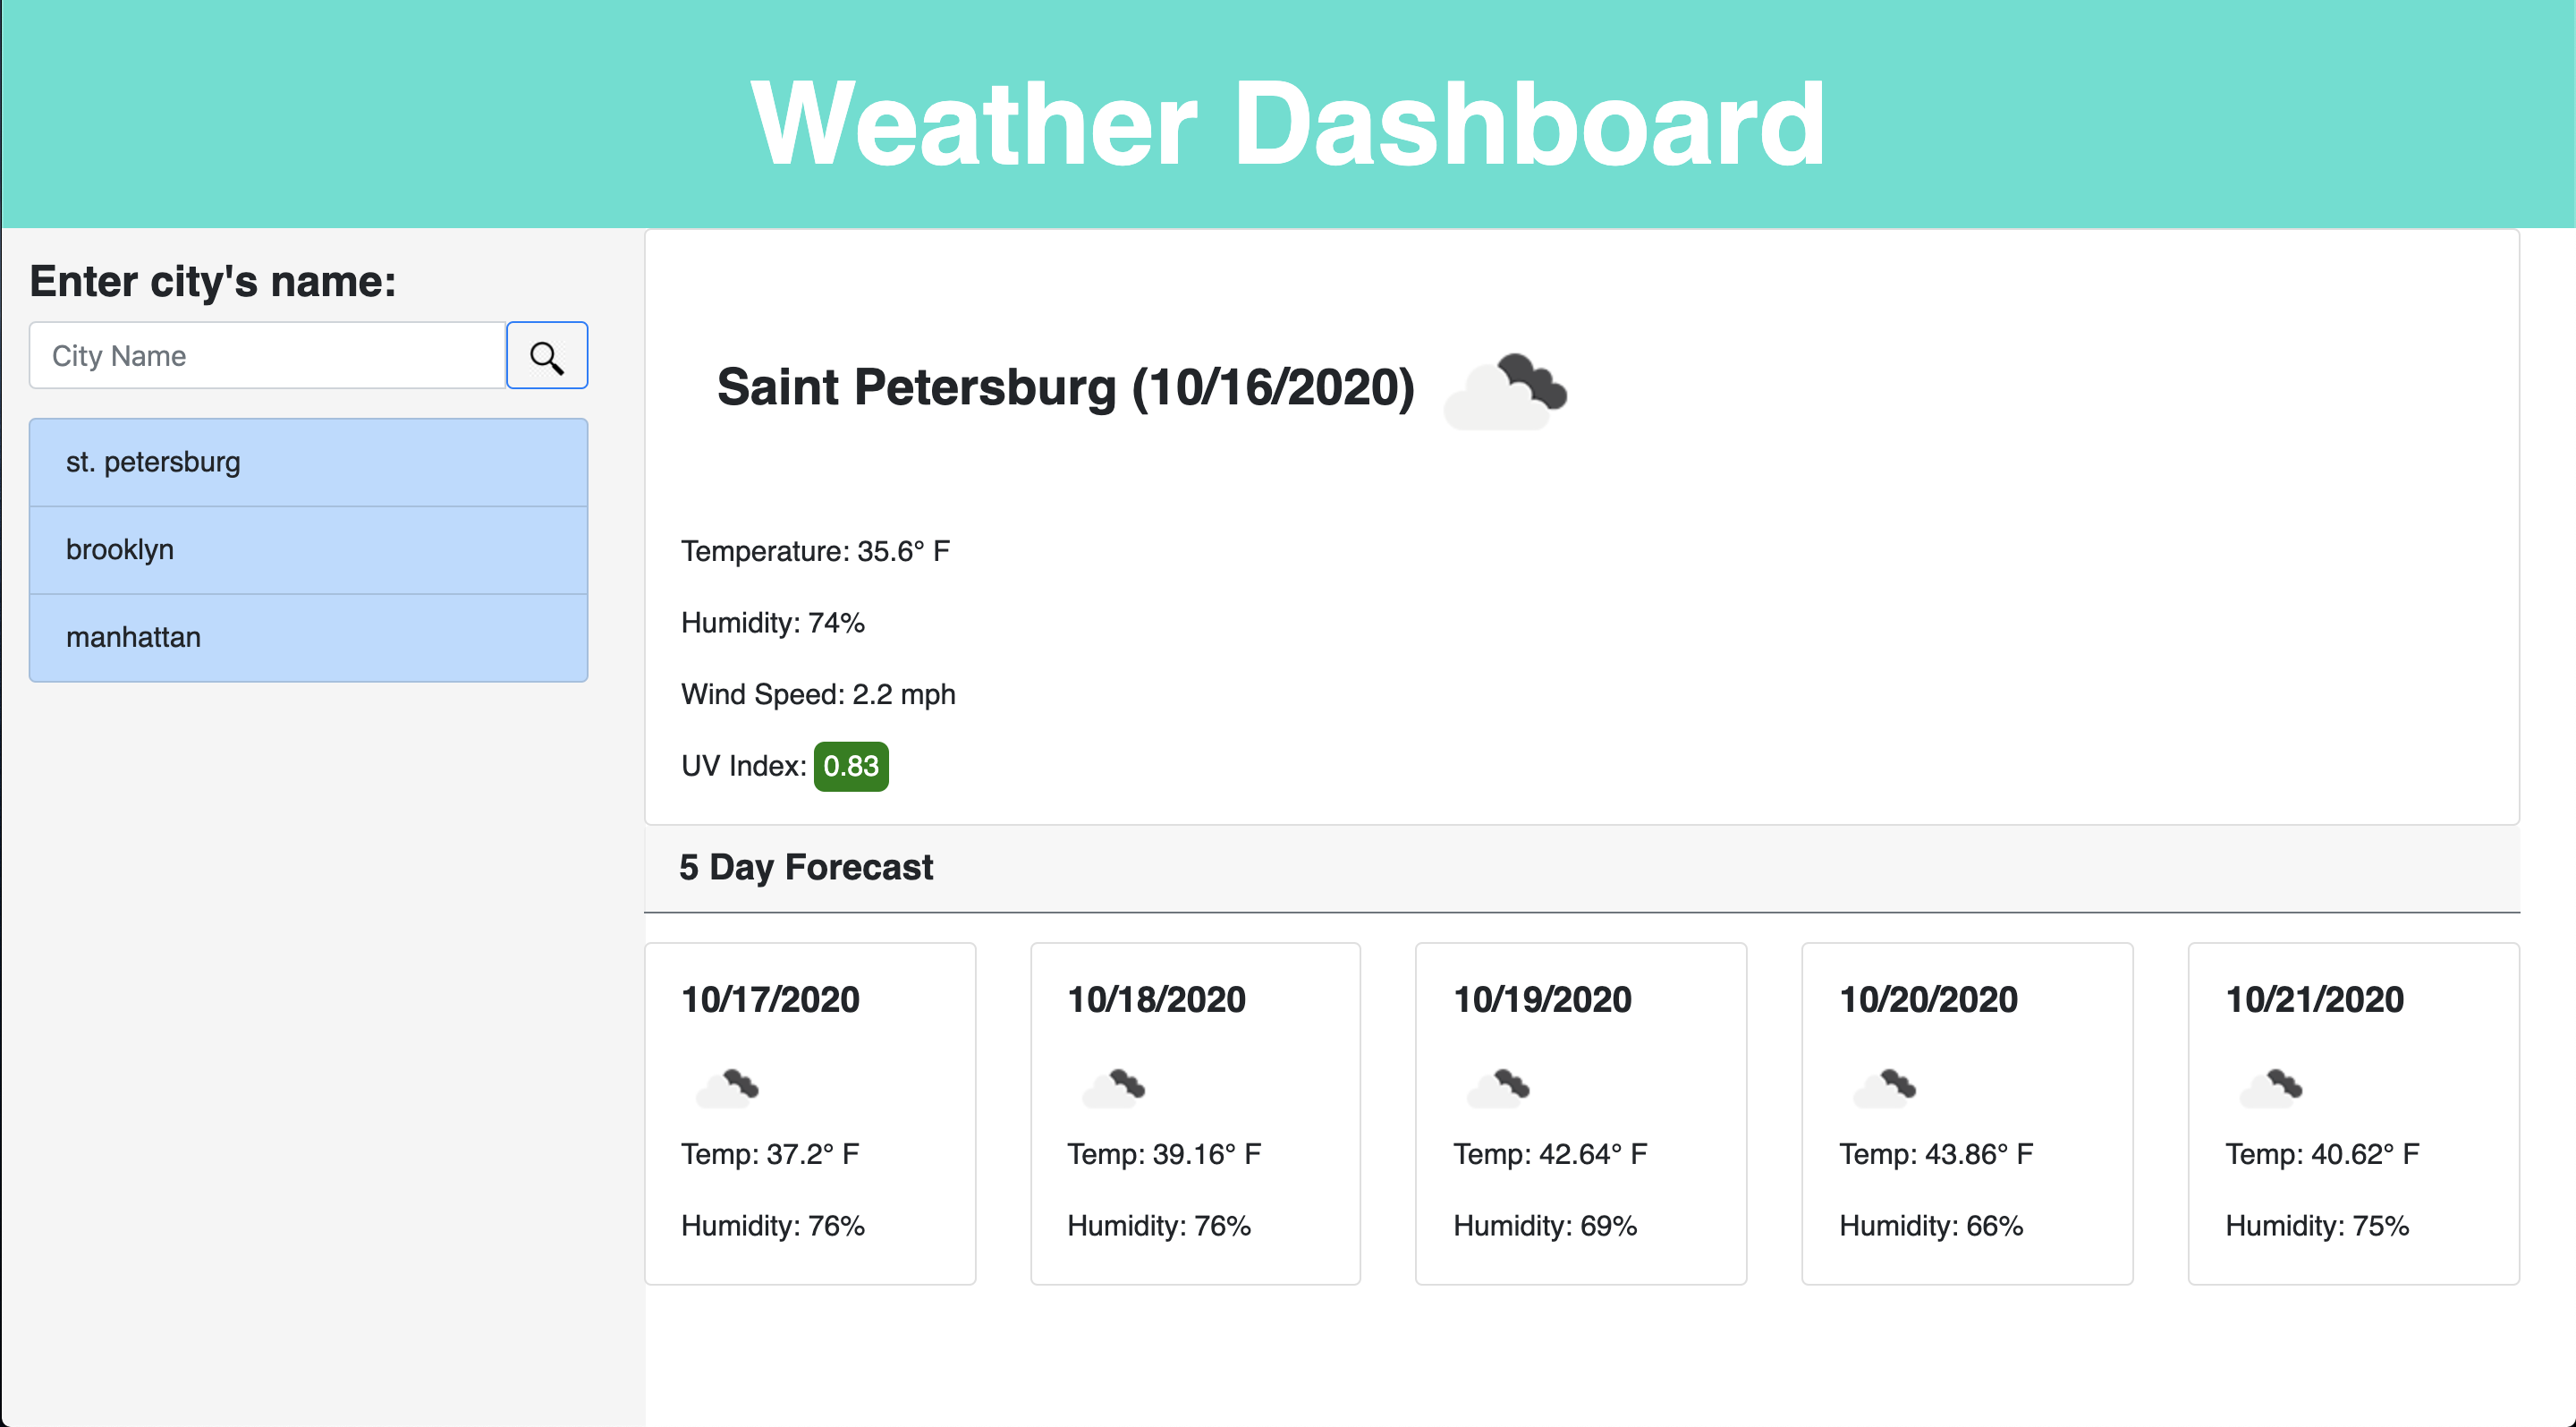 Weather Dashboard
Enter city's name:
City Name
st. petersburg
brooklyn
manhattan
Saint Petersburg (10/16/2020)
Temperature: 35.6° F
Humidity: 74%
Wind Speed: 2.2 mph
UV Index: 0.83
5 Day Forecast
10/17/2020
Temp: 37.2° F
Humidity: 76%
10/18/2020
Temp: 39.16° F
Humidity: 76%
10/19/2020
Temp: 42.64° F
Humidity: 69%
10/20/2020
Temp: 43.86° F
Humidity: 66%
10/21/2020
Temp: 40.62° F
Humidity: 75%